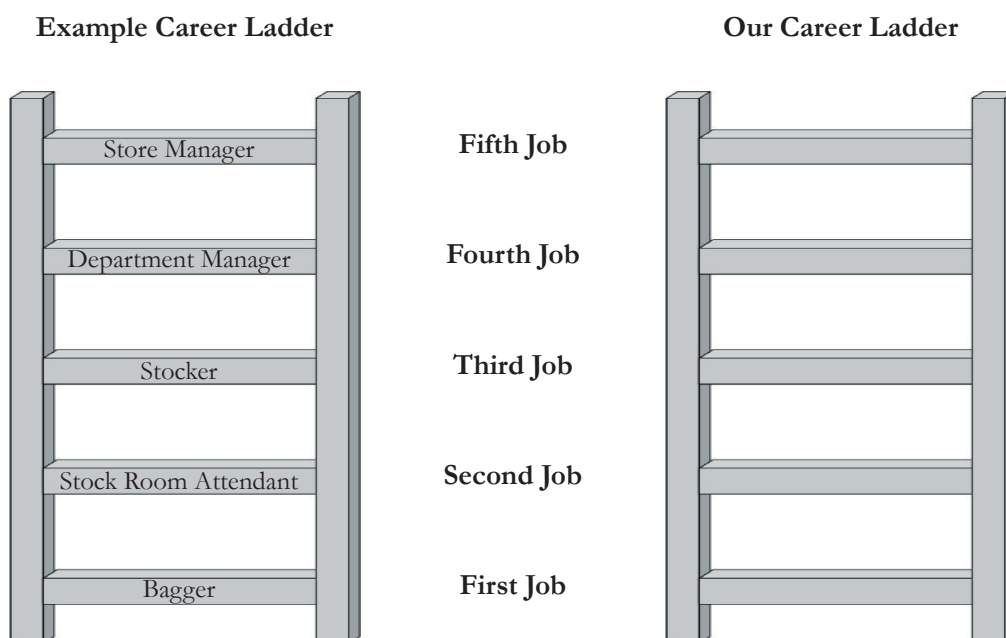 Example Career Ladder
Our Career Ladder
Store Manager
Fifth Job
Department Manager
Fourth Job
Stocker
Third Job
Stock Room Attendant
Second Job
Bagger
First Job